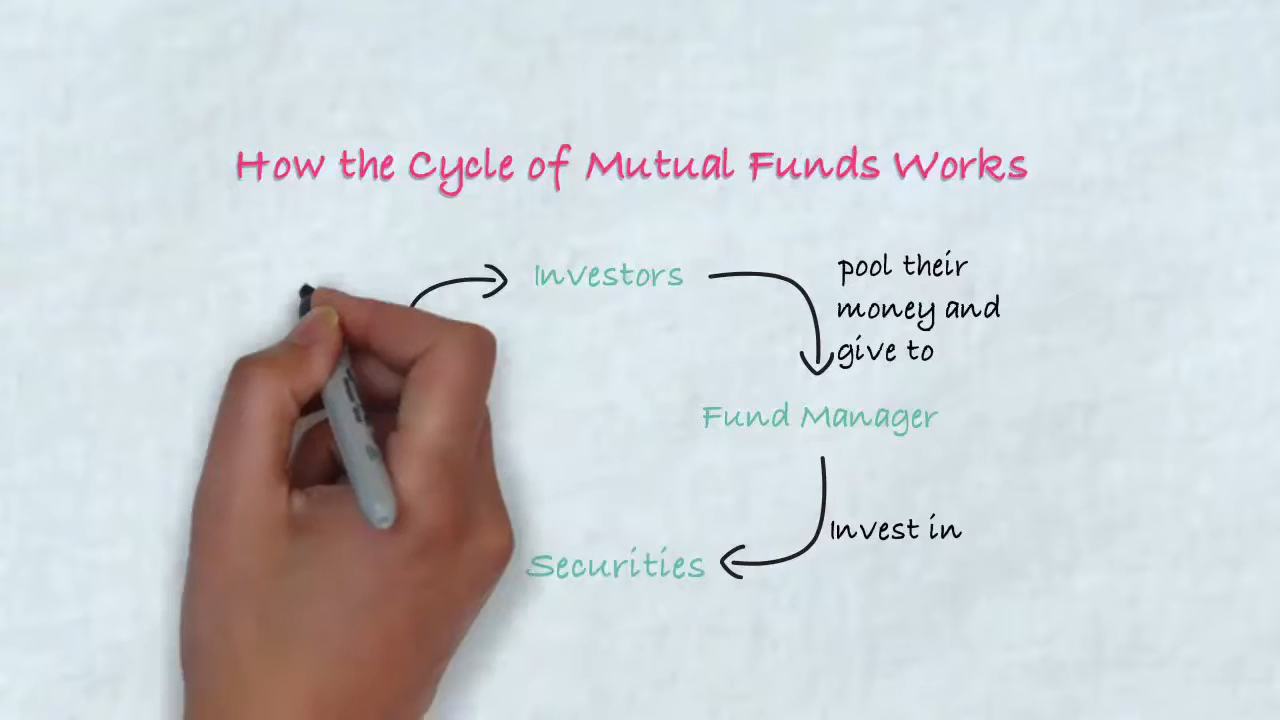 How the Cycle of Mutual Funds Works
Investors
pool their
money and
give to
Fund Manager
Invest in
Securities